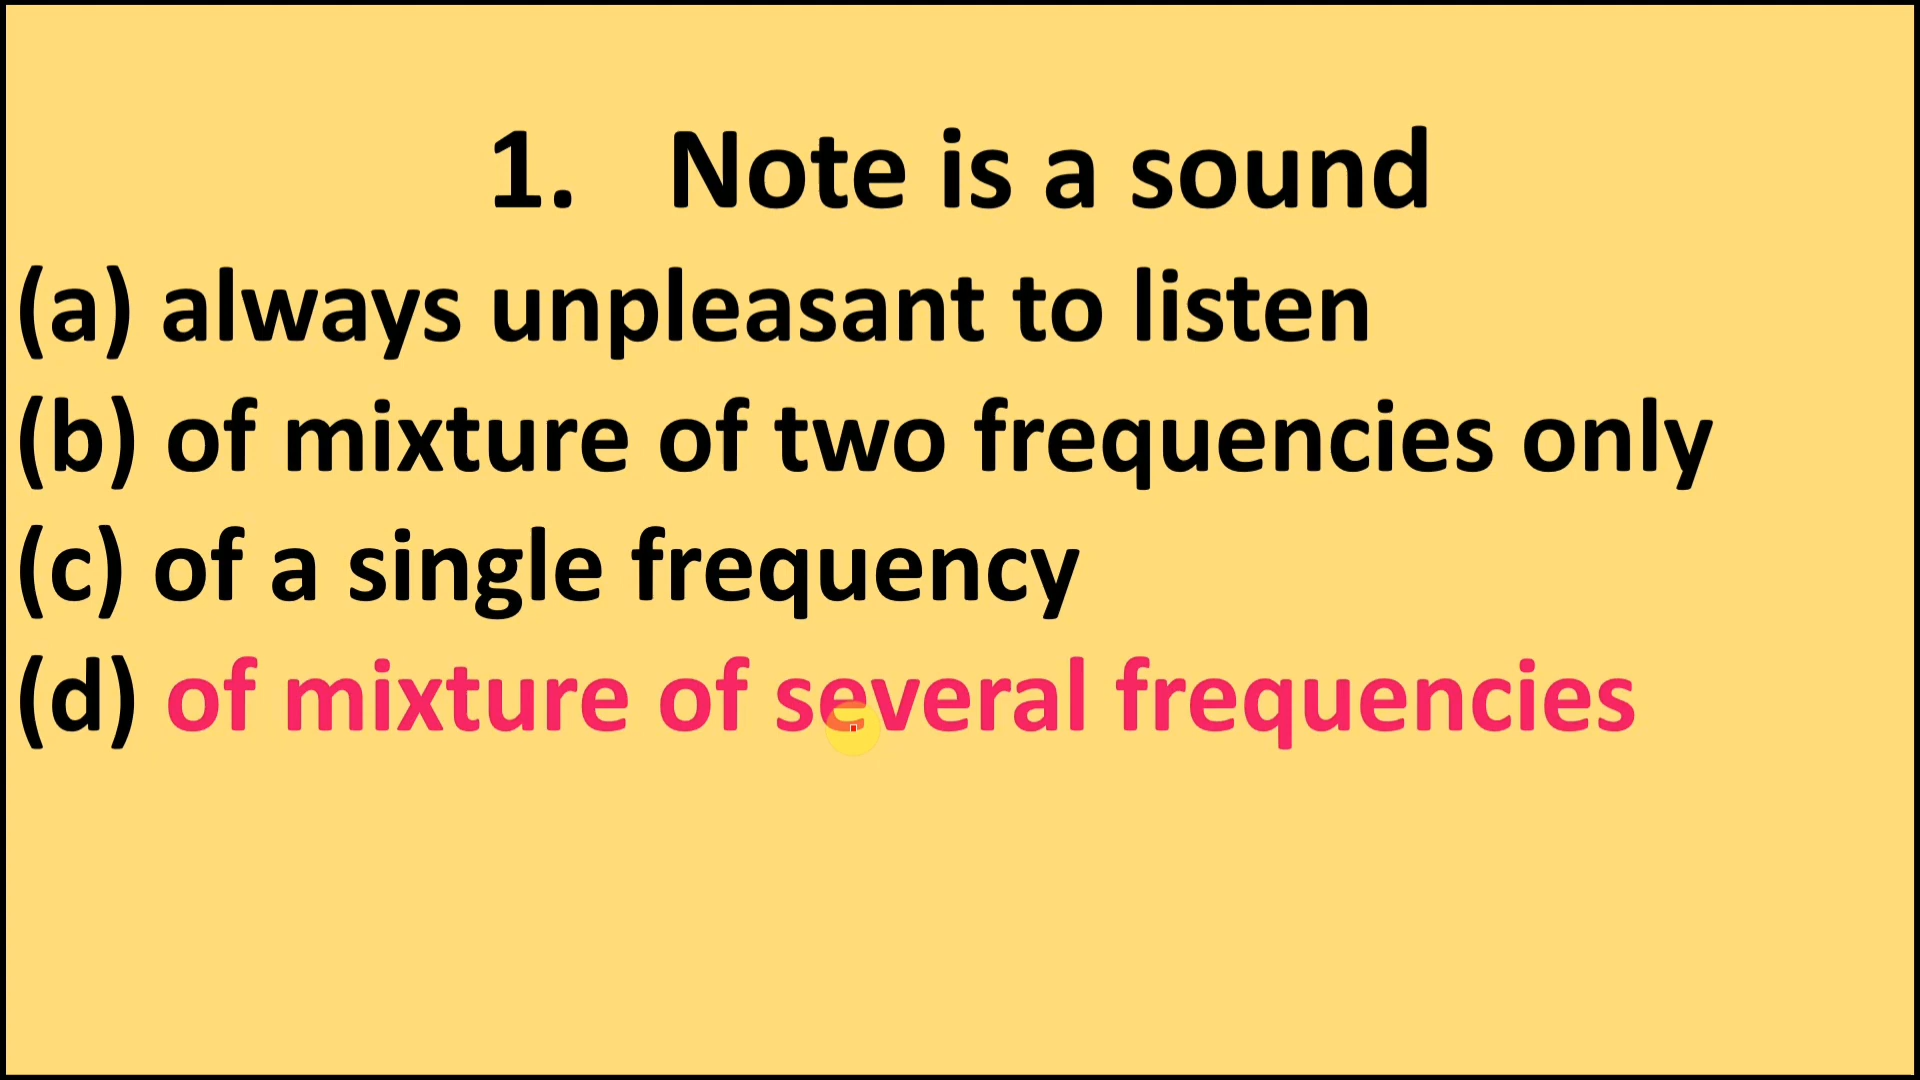 1. Note is a sound
(a) always unpleasant to listen
(b) of mixture of two frequencies only
(c) of a single frequency
(d) of mixture of several frequencies